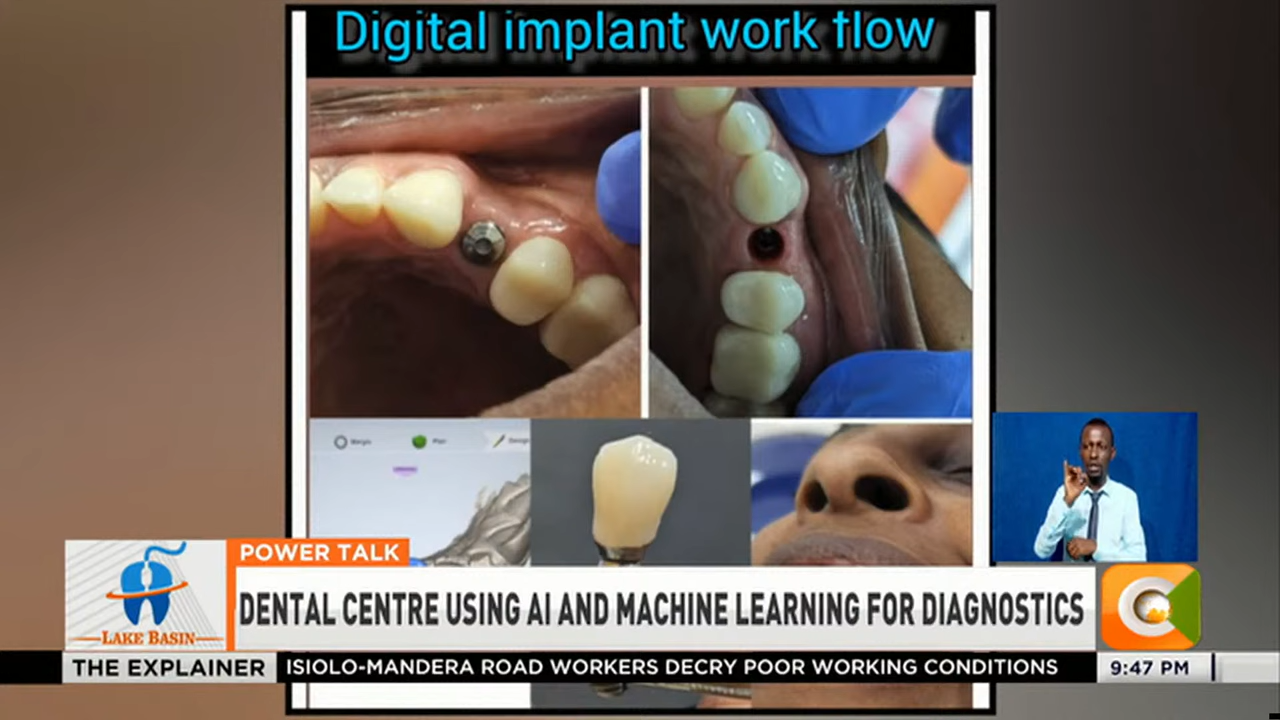 Digital implant work flow
Margin
Plan
Design
POWER TALK
DENTAL CENTRE USING AI AND MACHINE LEARNING FOR DIAGNOSTICS
LAKE BASIN
THE EXPLAINER
ISIOLO-MANDERA ROAD WORKERS DECRY POOR WORKING CONDITIONS
9:47 PM